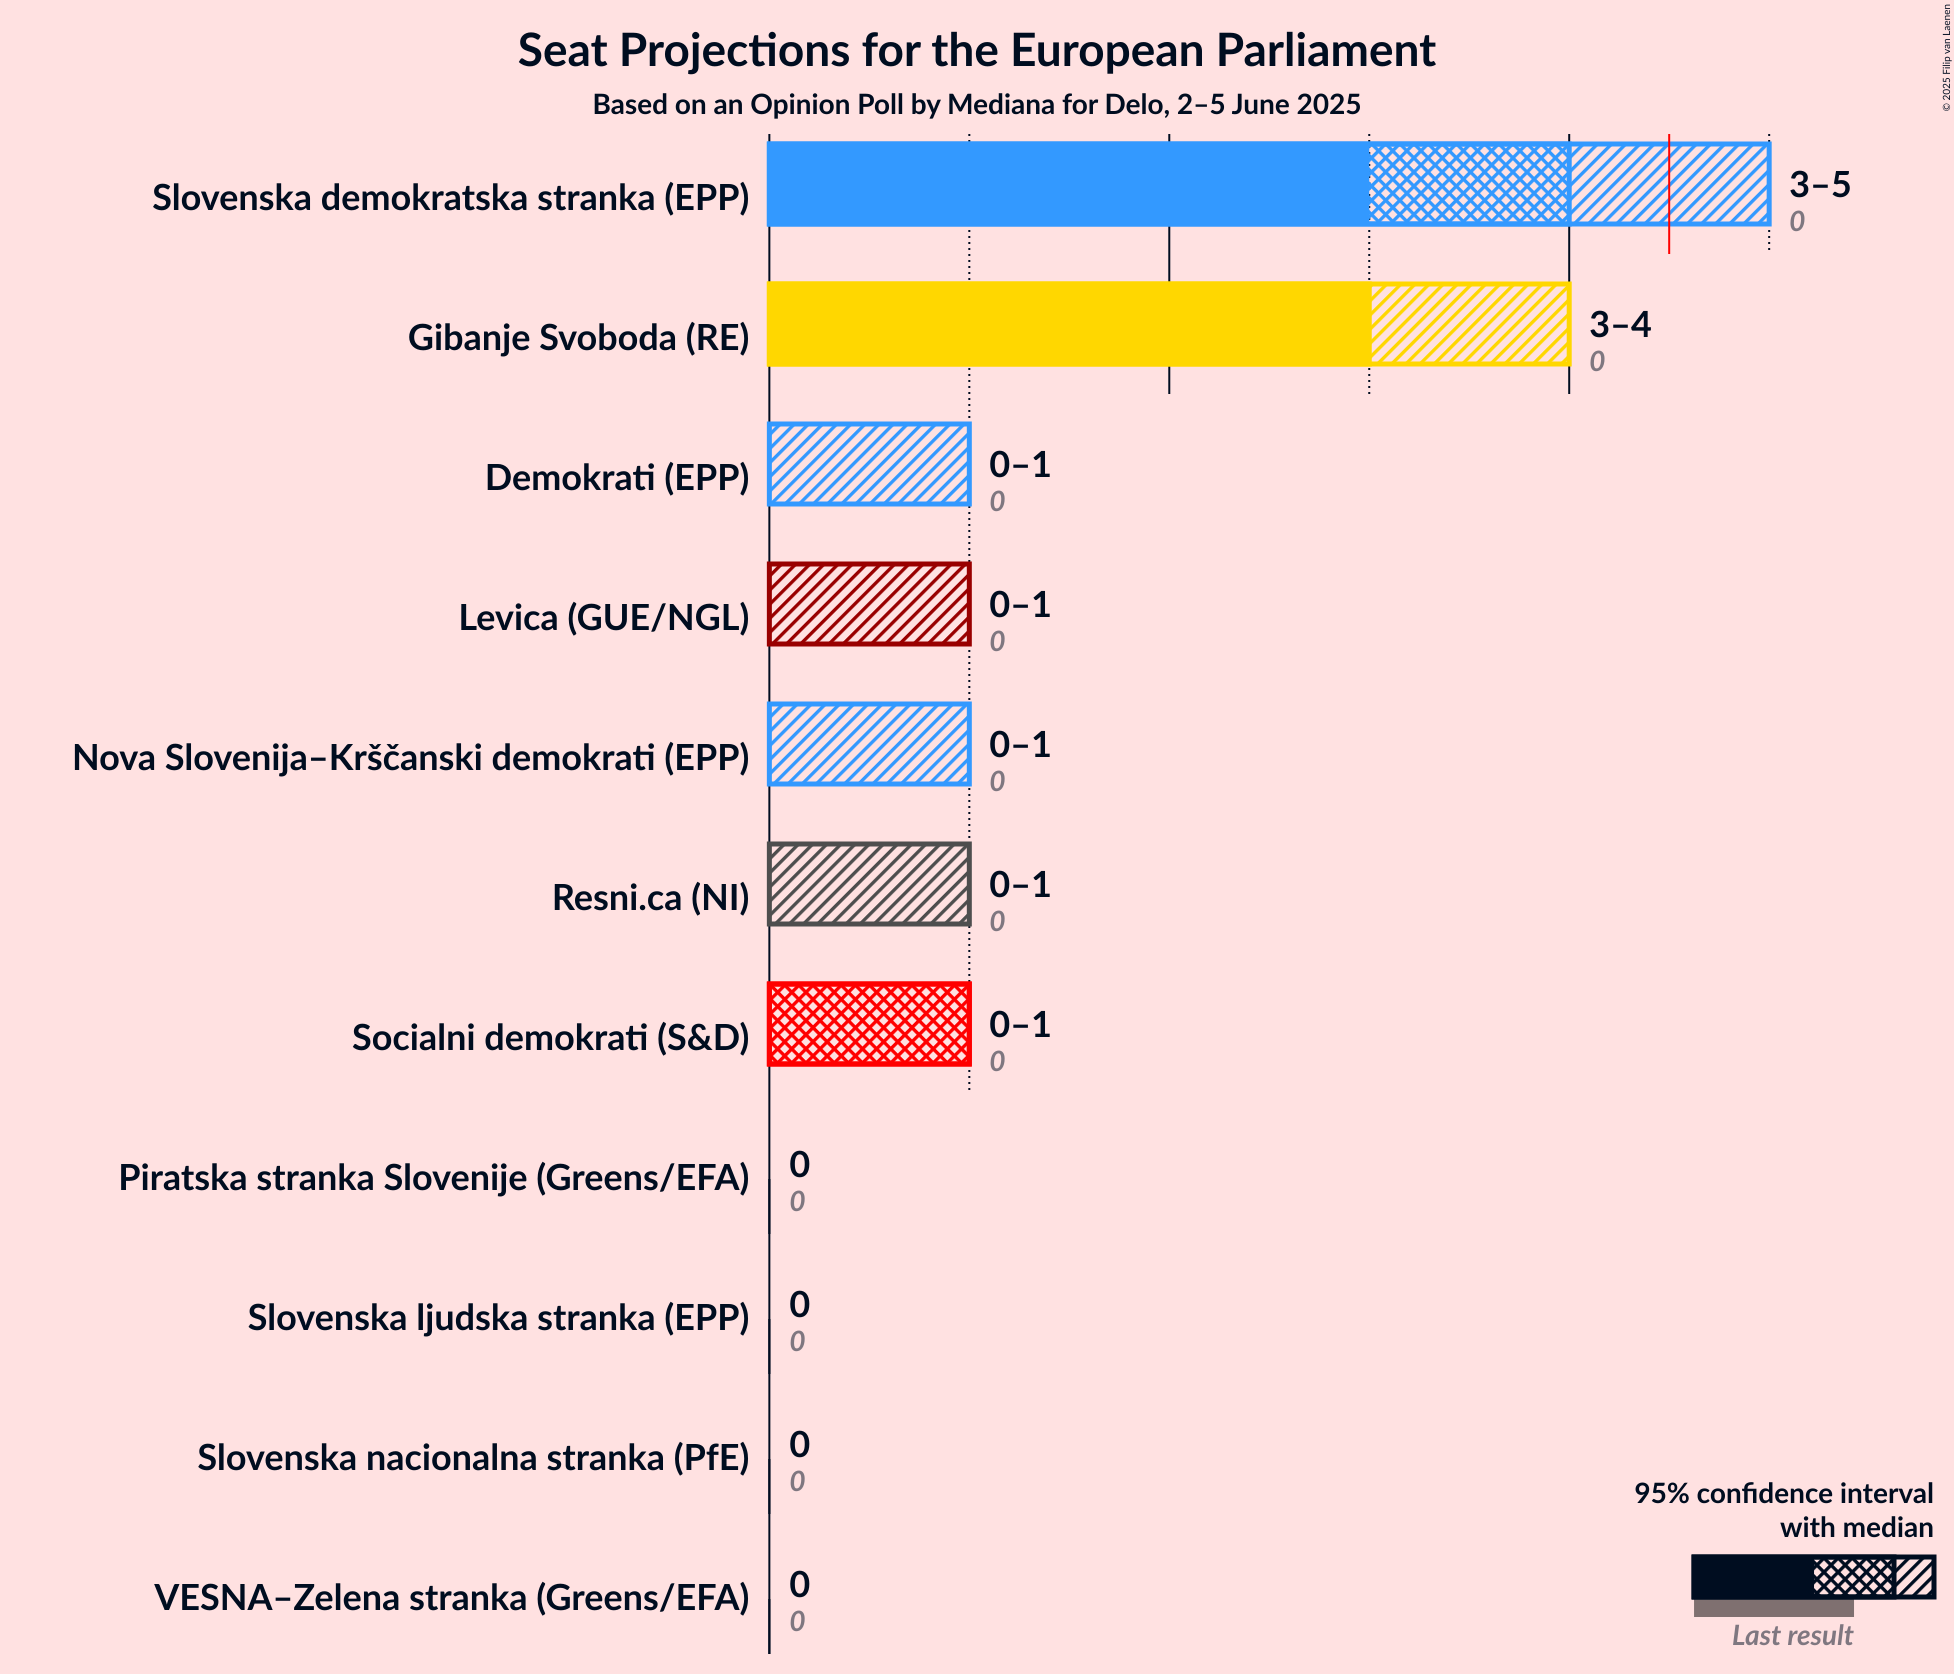 Seat Projections for the European Parliament
Based on an Opinion Poll by Mediana for Delo, 2–5 June 2025
© 2025 Filip van Laenen
Slovenska demokratska stranka (EPP)
3–5
0
Gibanje Svoboda (RE)
3–4
0
Demokrati (EPP)
0–1
0
Levica (GUE/NGL)
0–1
0
Nova Slovenija–Krščanski demokrati (EPP)
0–1
0
Resni.ca (NI)
0–1
0
Socialni demokrati (S&D)
0–1
0
Piratska stranka Slovenije (Greens/EFA)
0
0
Slovenska ljudska stranka (EPP)
0
0
Slovenska nacionalna stranka (PfE)
0
0
VESNA–Zelena stranka (Greens/EFA)
0
0
95% confidence interval
with median
Last result